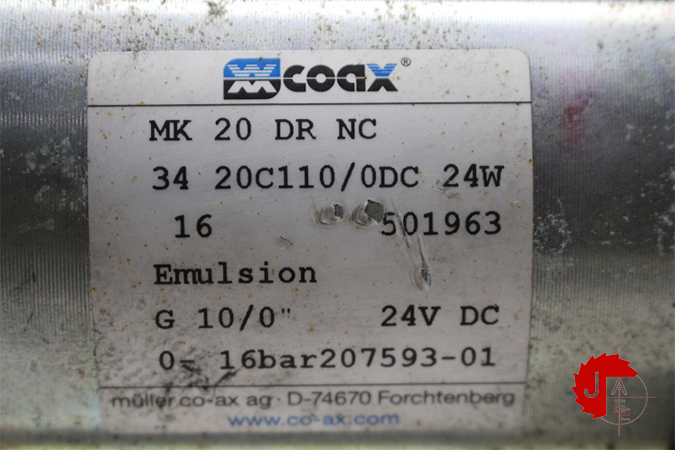 coax®
MK 20 DR NC
34 20C110/0DC 24W
16 501963
Emulsion
G 10/0" 24V DC
0- 16bar207593-01
müller co-ax ag · D-74670 Forchtenberg
www.co-ax.com